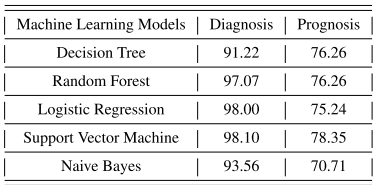 Machine Learning Models Diagnosis Prognosis
Decision Tree 91.22 76.26
Random Forest 97.07 76.26
Logistic Regression 98.00 75.24
Support Vector Machine 98.10 78.35
Naive Bayes 93.56 70.71